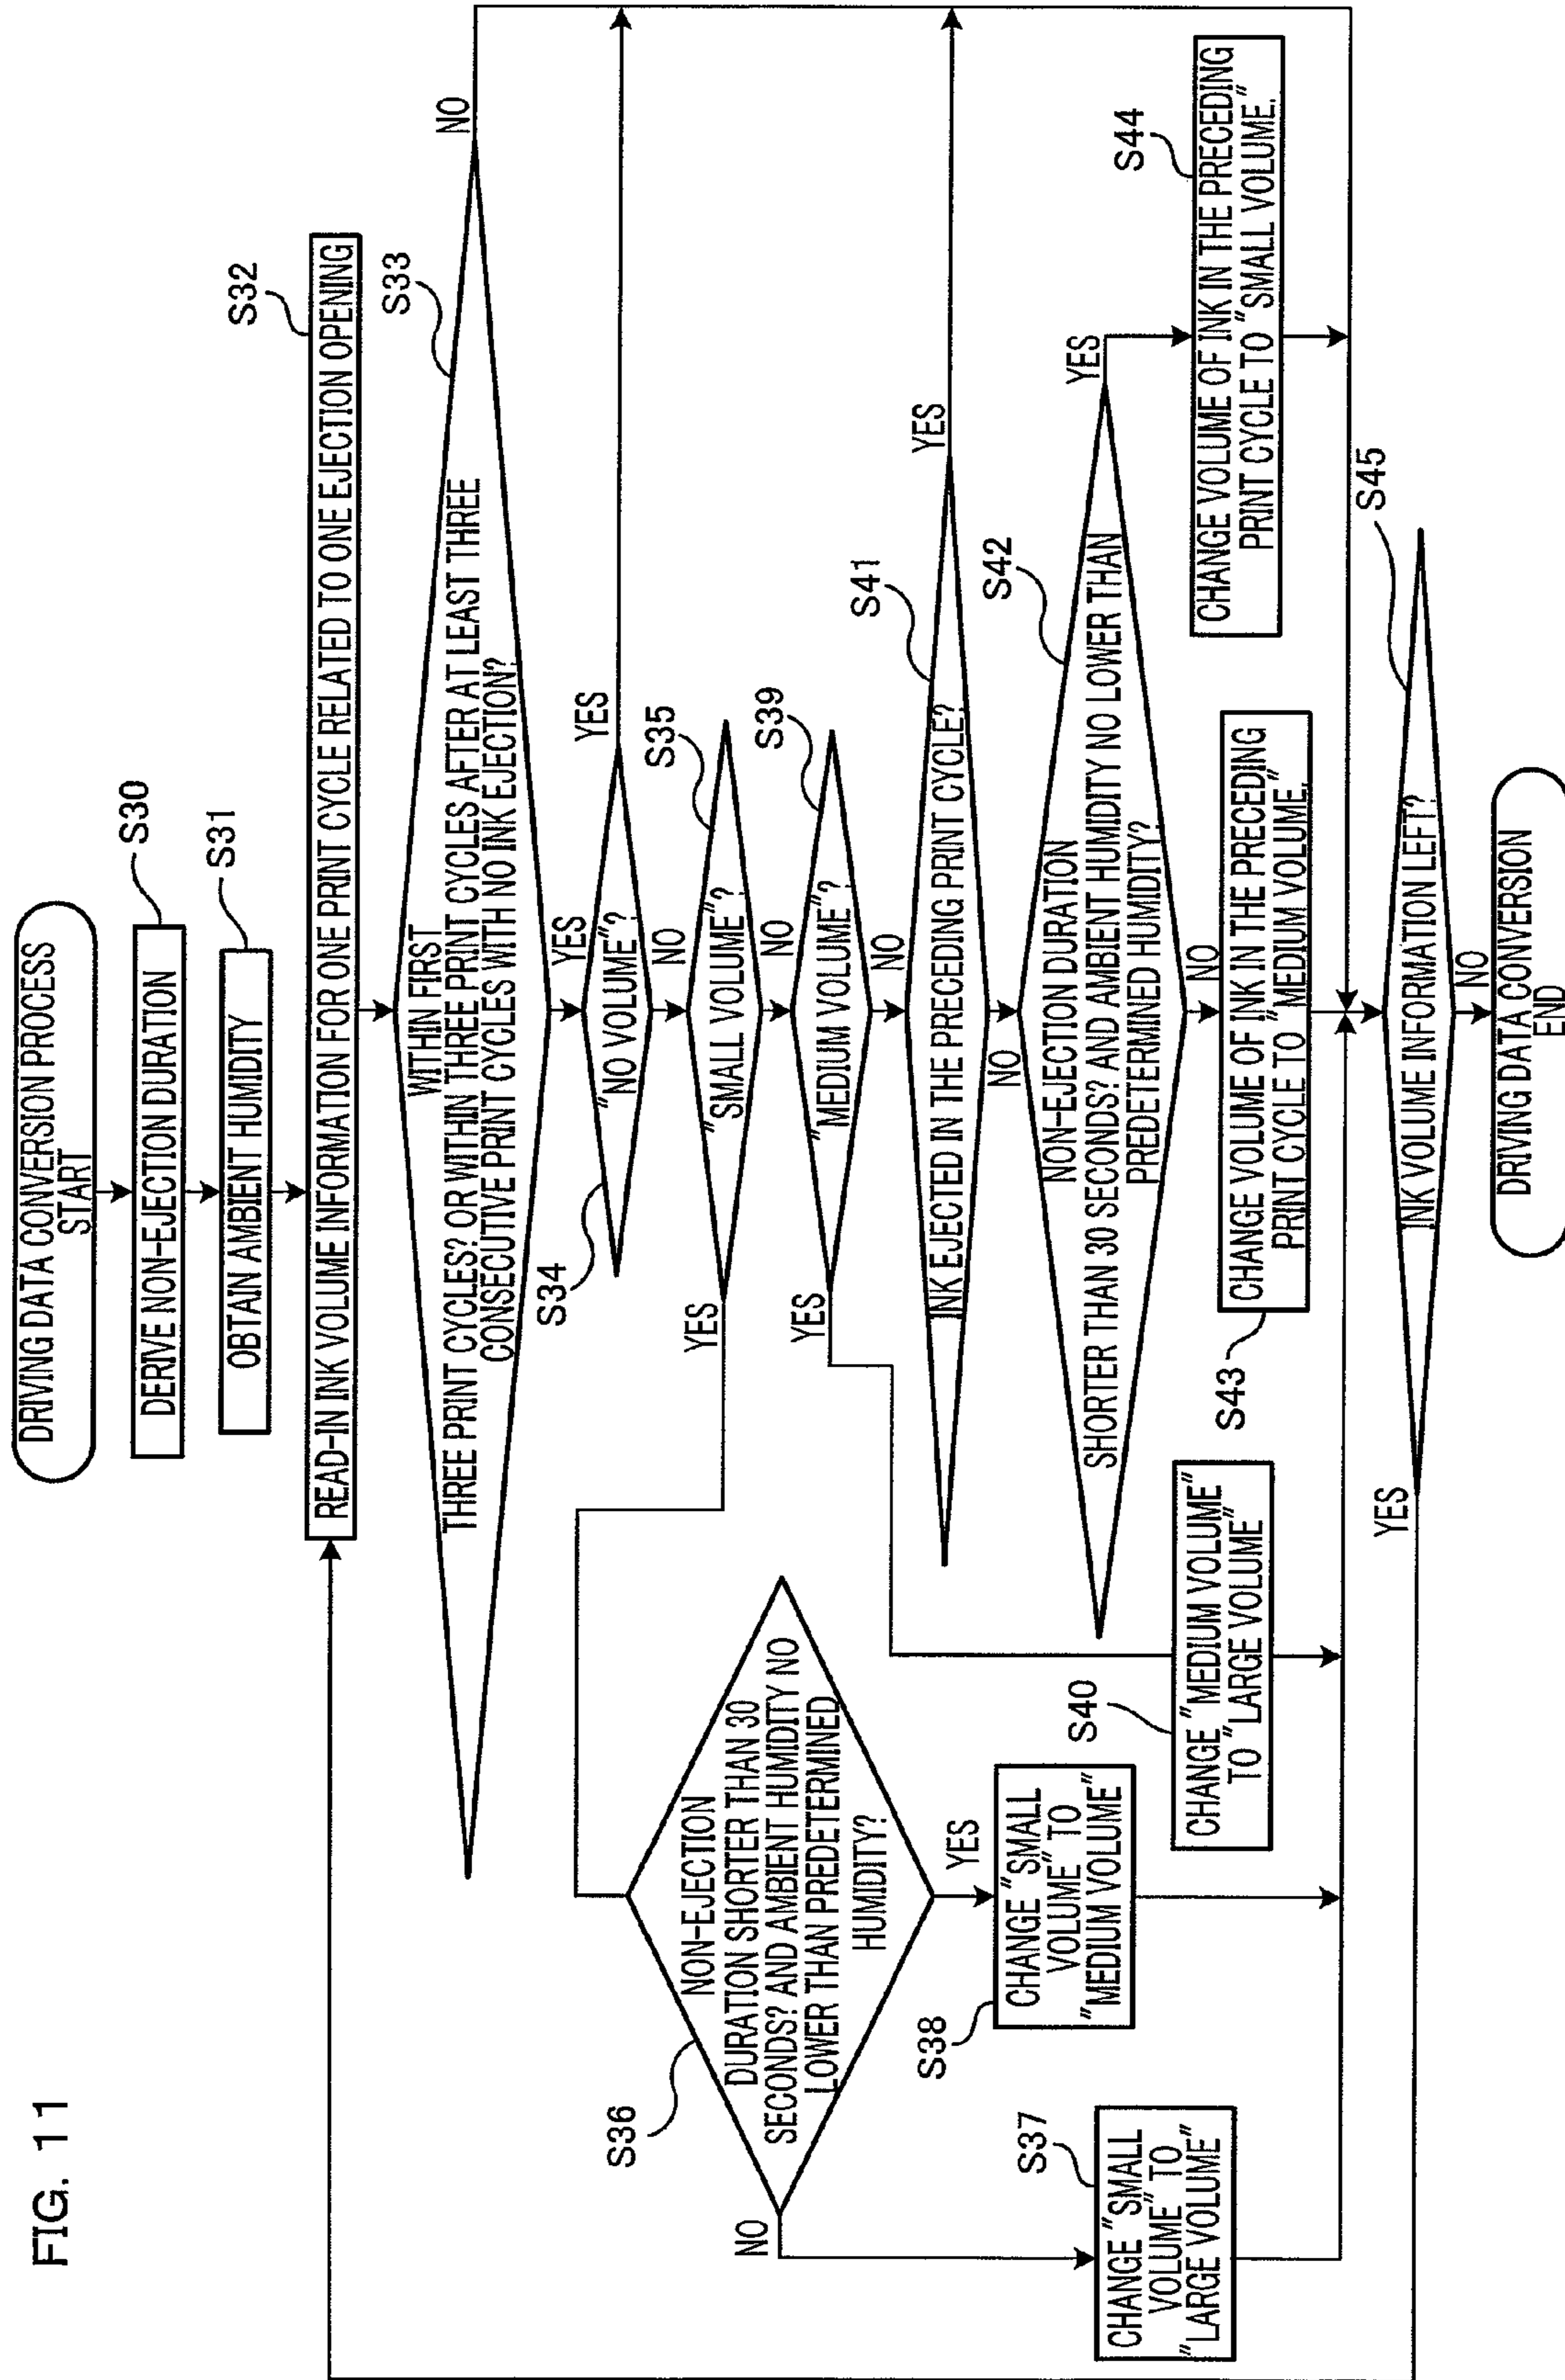 FIG. 11
DRIVING DATA CONVERSION PROCESS
START
S30
DERIVE NON-EJECTION DURATION
S31
OBTAIN AMBIENT HUMIDITY
S32
READ-IN INK VOLUME INFORMATION FOR ONE PRINT CYCLE RELATED TO ONE EJECTION OPENING
S33
WITHIN FIRST
THREE PRINT CYCLES? OR WITHIN THREE PRINT CYCLES AFTER AT LEAST THREE
CONSECUTIVE PRINT CYCLES WITH NO INK EJECTION?
NO
YES
S34
"NO VOLUME"?
YES
NO
S35
"SMALL VOLUME"?
YES
NO
S36
NON-EJECTION
DURATION SHORTER THAN 30
SECONDS? AND AMBIENT HUMIDITY NO
LOWER THAN PREDETERMINED
HUMIDITY?
NO
YES
S37
CHANGE "SMALL
VOLUME" TO
"LARGE VOLUME"
S38
CHANGE "SMALL
VOLUME" TO
"MEDIUM VOLUME"
S39
"MEDIUM VOLUME"?
YES
NO
S40
CHANGE "MEDIUM VOLUME"
TO "LARGE VOLUME"
S41
INK EJECTED IN THE PRECEDING PRINT CYCLE?
YES
NO
S42
NON-EJECTION DURATION
SHORTER THAN 30 SECONDS? AND AMBIENT HUMIDITY NO LOWER THAN
PREDETERMINED HUMIDITY?
YES
NO
S43
CHANGE VOLUME OF INK IN THE PRECEDING
PRINT CYCLE TO "MEDIUM VOLUME."
S44
CHANGE VOLUME OF INK IN THE PRECEDING
PRINT CYCLE TO "SMALL VOLUME."
S45
INK VOLUME INFORMATION LEFT?
YES
NO
DRIVING DATA CONVERSION
END